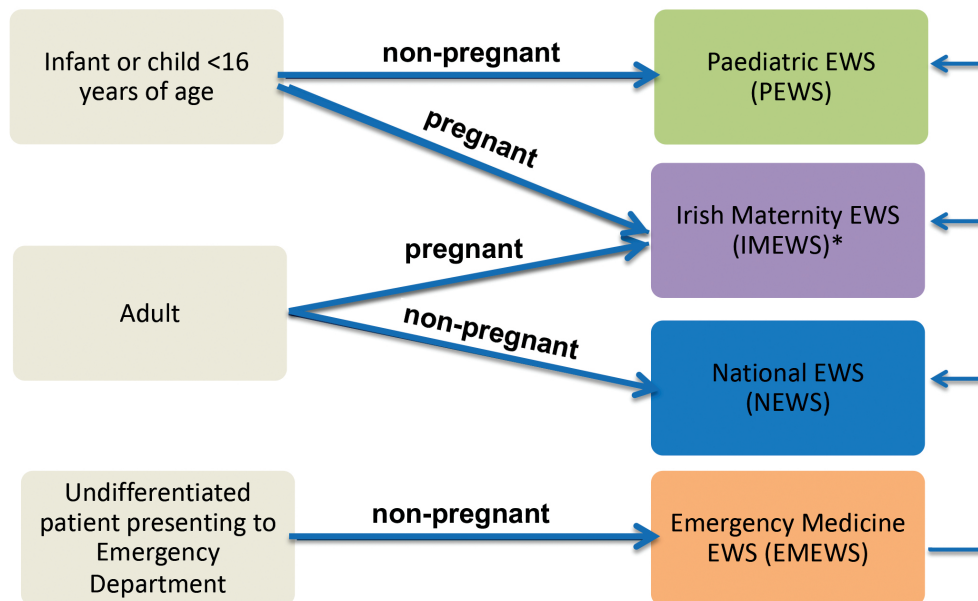 Infant or child <16
years of age
non-pregnant
Paediatric EWS
(PEWS)
pregnant
Irish Maternity EWS
(IMEWS)*
Adult
pregnant
non-pregnant
National EWS
(NEWS)
Undifferentiated
patient presenting to
Emergency
Department
non-pregnant
Emergency Medicine
EWS (EMEWS)